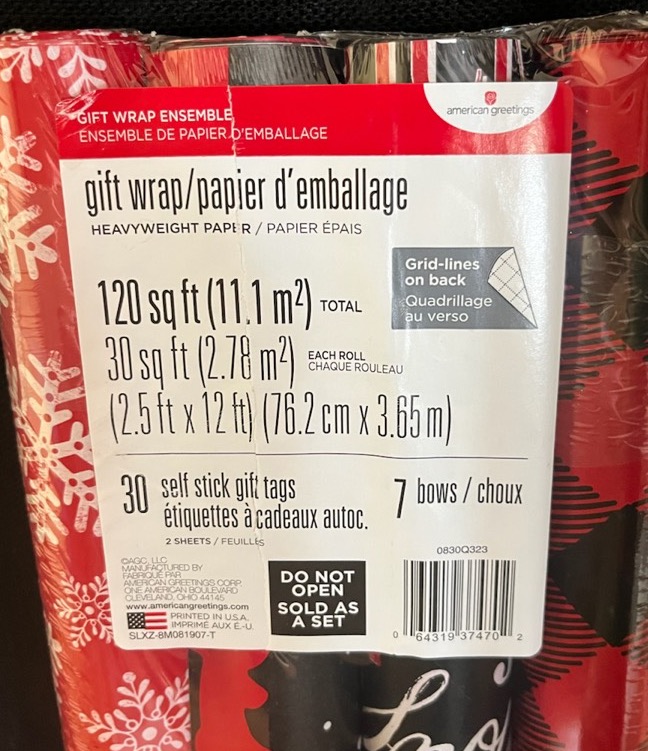 GIFT WRAP ENSEMBLE
ENSEMBLE DE PAPIER D'EMBALLAGE
american greetings
gift wrap/papier d'emballage
HEAVYWEIGHT PAPER / PAPIER ÉPAIS
Grid-lines
on back
Quadrillage
au verso
120 sq ft (11.1 m²) TOTAL
30 sq ft (2.78 m²) EACH ROLL
CHAQUE ROULEAU
(2.5 ft x 12 ft) (76.2 cm x 3.65 m)
30 self stick gift tags
étiquettes à cadeaux autoc.
2 SHEETS / FEUILLES
7 bows / choux
©AGC, LLC
MANUFACTURED BY
FABRIQUÉ PAR
AMERICAN GREETINGS CORP.
ONE AMERICAN BOULEVARD
CLEVELAND, OHIO 44145
www.americangreetings.com
PRINTED IN U.S.A.
IMPRIMÉ AUX É.-U.
SLXZ-8M081907-T
DO NOT
OPEN
SOLD AS
A SET
0830Q323
0 64319 37470 2